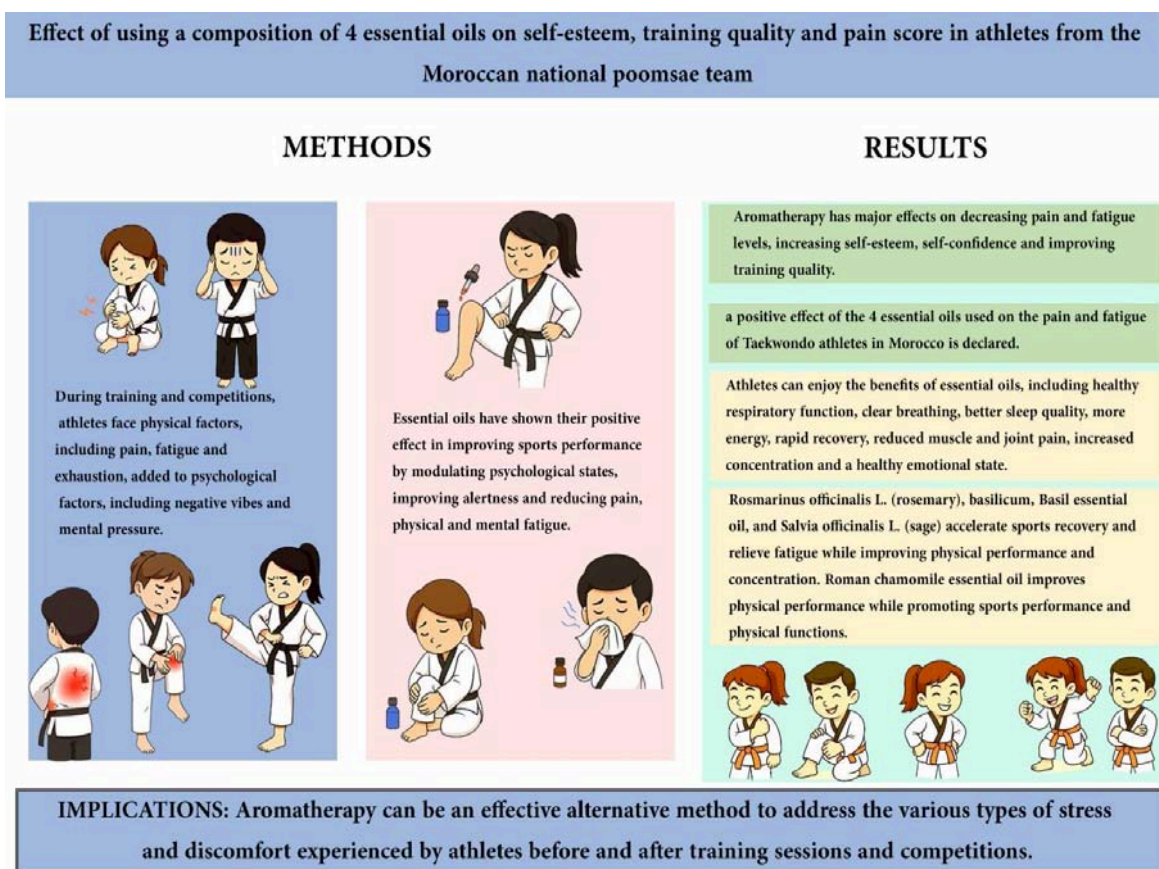 Effect of using a composition of 4 essential oils on self-esteem, training quality and pain score in athletes from the
Moroccan national poomsae team
METHODS
During training and competitions,
athletes face physical factors,
including pain, fatigue and
exhaustion, added to psychological
factors, including negative vibes and
mental pressure.
Essential oils have shown their positive
effect in improving sports performance
by modulating psychological states,
improving alertness and reducing pain,
physical and mental fatigue.
RESULTS
Aromatherapy has major effects on decreasing pain and fatigue
levels, increasing self-esteem, self-confidence and improving
training quality.
a positive effect of the 4 essential oils used on the pain and fatigue
of Taekwondo athletes in Morocco is declared.
Athletes can enjoy the benefits of essential oils, including healthy
respiratory function, clear breathing, better sleep quality, more
energy, rapid recovery, reduced muscle and joint pain, increased
concentration and a healthy emotional state.
Rosmarinus officinalis L. (rosemary), basilicum, Basil essential
oil, and Salvia officinalis L. (sage) accelerate sports recovery and
relieve fatigue while improving physical performance and
concentration. Roman chamomile essential oil improves
physical performance while promoting sports performance and
physical functions.
IMPLICATIONS: Aromatherapy can be an effective alternative method to address the various types of stress
and discomfort experienced by athletes before and after training sessions and competitions.